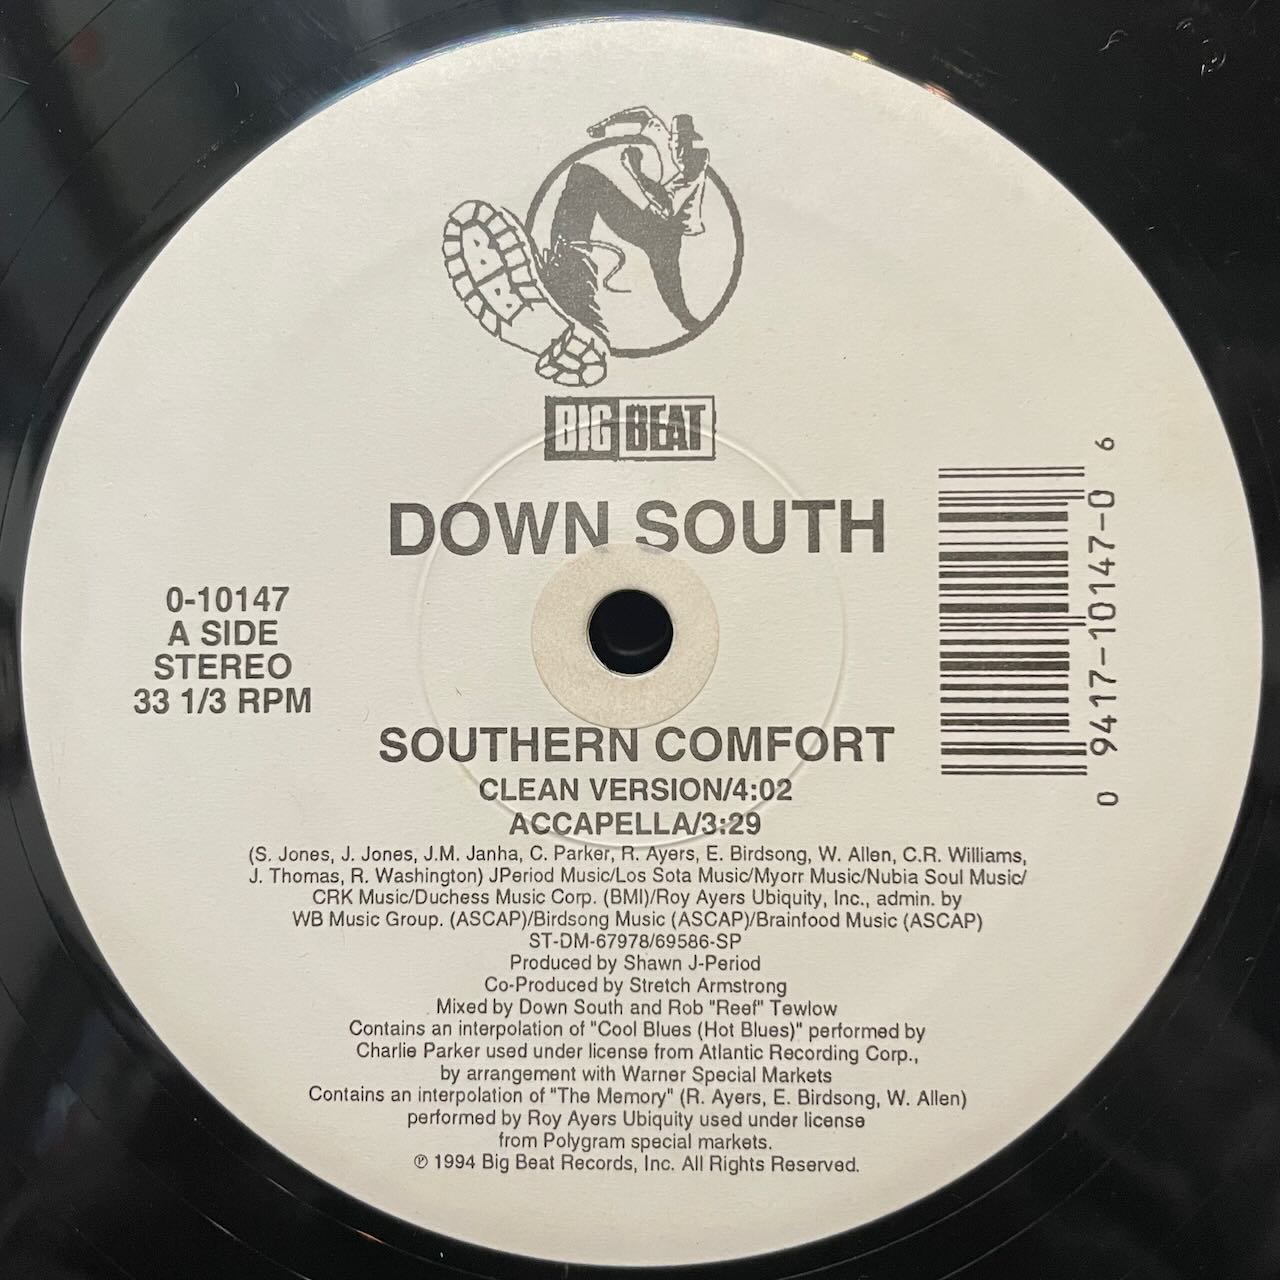 BB
BIG BEAT
DOWN SOUTH
0-10147
A SIDE
STEREO
33 1/3 RPM
0 9417-10147-0 6
SOUTHERN COMFORT
CLEAN VERSION/4:02
ACCAPELLA/3:29
(S. Jones, J. Jones, J.M. Janha, C. Parker, R. Ayers, E. Birdsong, W. Allen, C.R. Williams,
J. Thomas, R. Washington) JPeriod Music/Los Sota Music/Myorr Music/Nubia Soul Music/
CRK Music/Duchess Music Corp. (BMI)/Roy Ayers Ubiquity, Inc., admin. by
WB Music Group. (ASCAP)/Birdsong Music (ASCAP)/Brainfood Music (ASCAP)
ST-DM-67978/69586-SP
Produced by Shawn J-Period
Co-Produced by Stretch Armstrong
Mixed by Down South and Rob "Reef" Tewlow
Contains an interpolation of "Cool Blues (Hot Blues)" performed by
Charlie Parker used under license from Atlantic Recording Corp.,
by arrangement with Warner Special Markets
Contains an interpolation of "The Memory" (R. Ayers, E. Birdsong, W. Allen)
performed by Roy Ayers Ubiquity used under license
from Polygram special markets.
℗ 1994 Big Beat Records, Inc. All Rights Reserved.